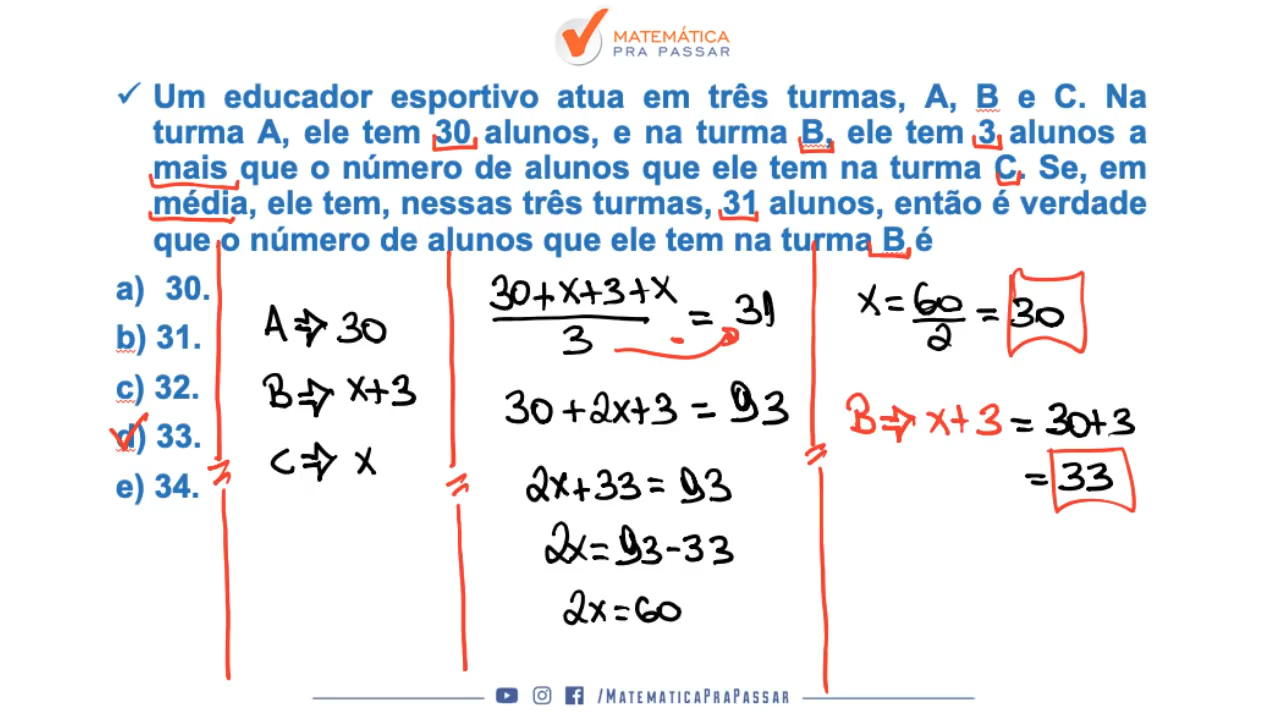 MATEMÁTICA
PRA PASSAR
✓ Um educador esportivo atua em três turmas, A, B e C. Na
turma A, ele tem 30 alunos, e na turma B, ele tem 3 alunos a
mais que o número de alunos que ele tem na turma C. Se, em
média, ele tem, nessas três turmas, 31 alunos, então é verdade
que o número de alunos que ele tem na turma B é
a) 30.
b) 31.
c) 32.
d) 33.
e) 34.
A ⇒ 30
B ⇒ x+3
C ⇒ x
30+x+3+x
3
= 31
30+2x+3 = 93
2x+33 = 93
2x = 93-33
2x = 60
x = 60/2 = 30
B ⇒ x+3 = 30+3
= 33
/MatematicaPraPassar